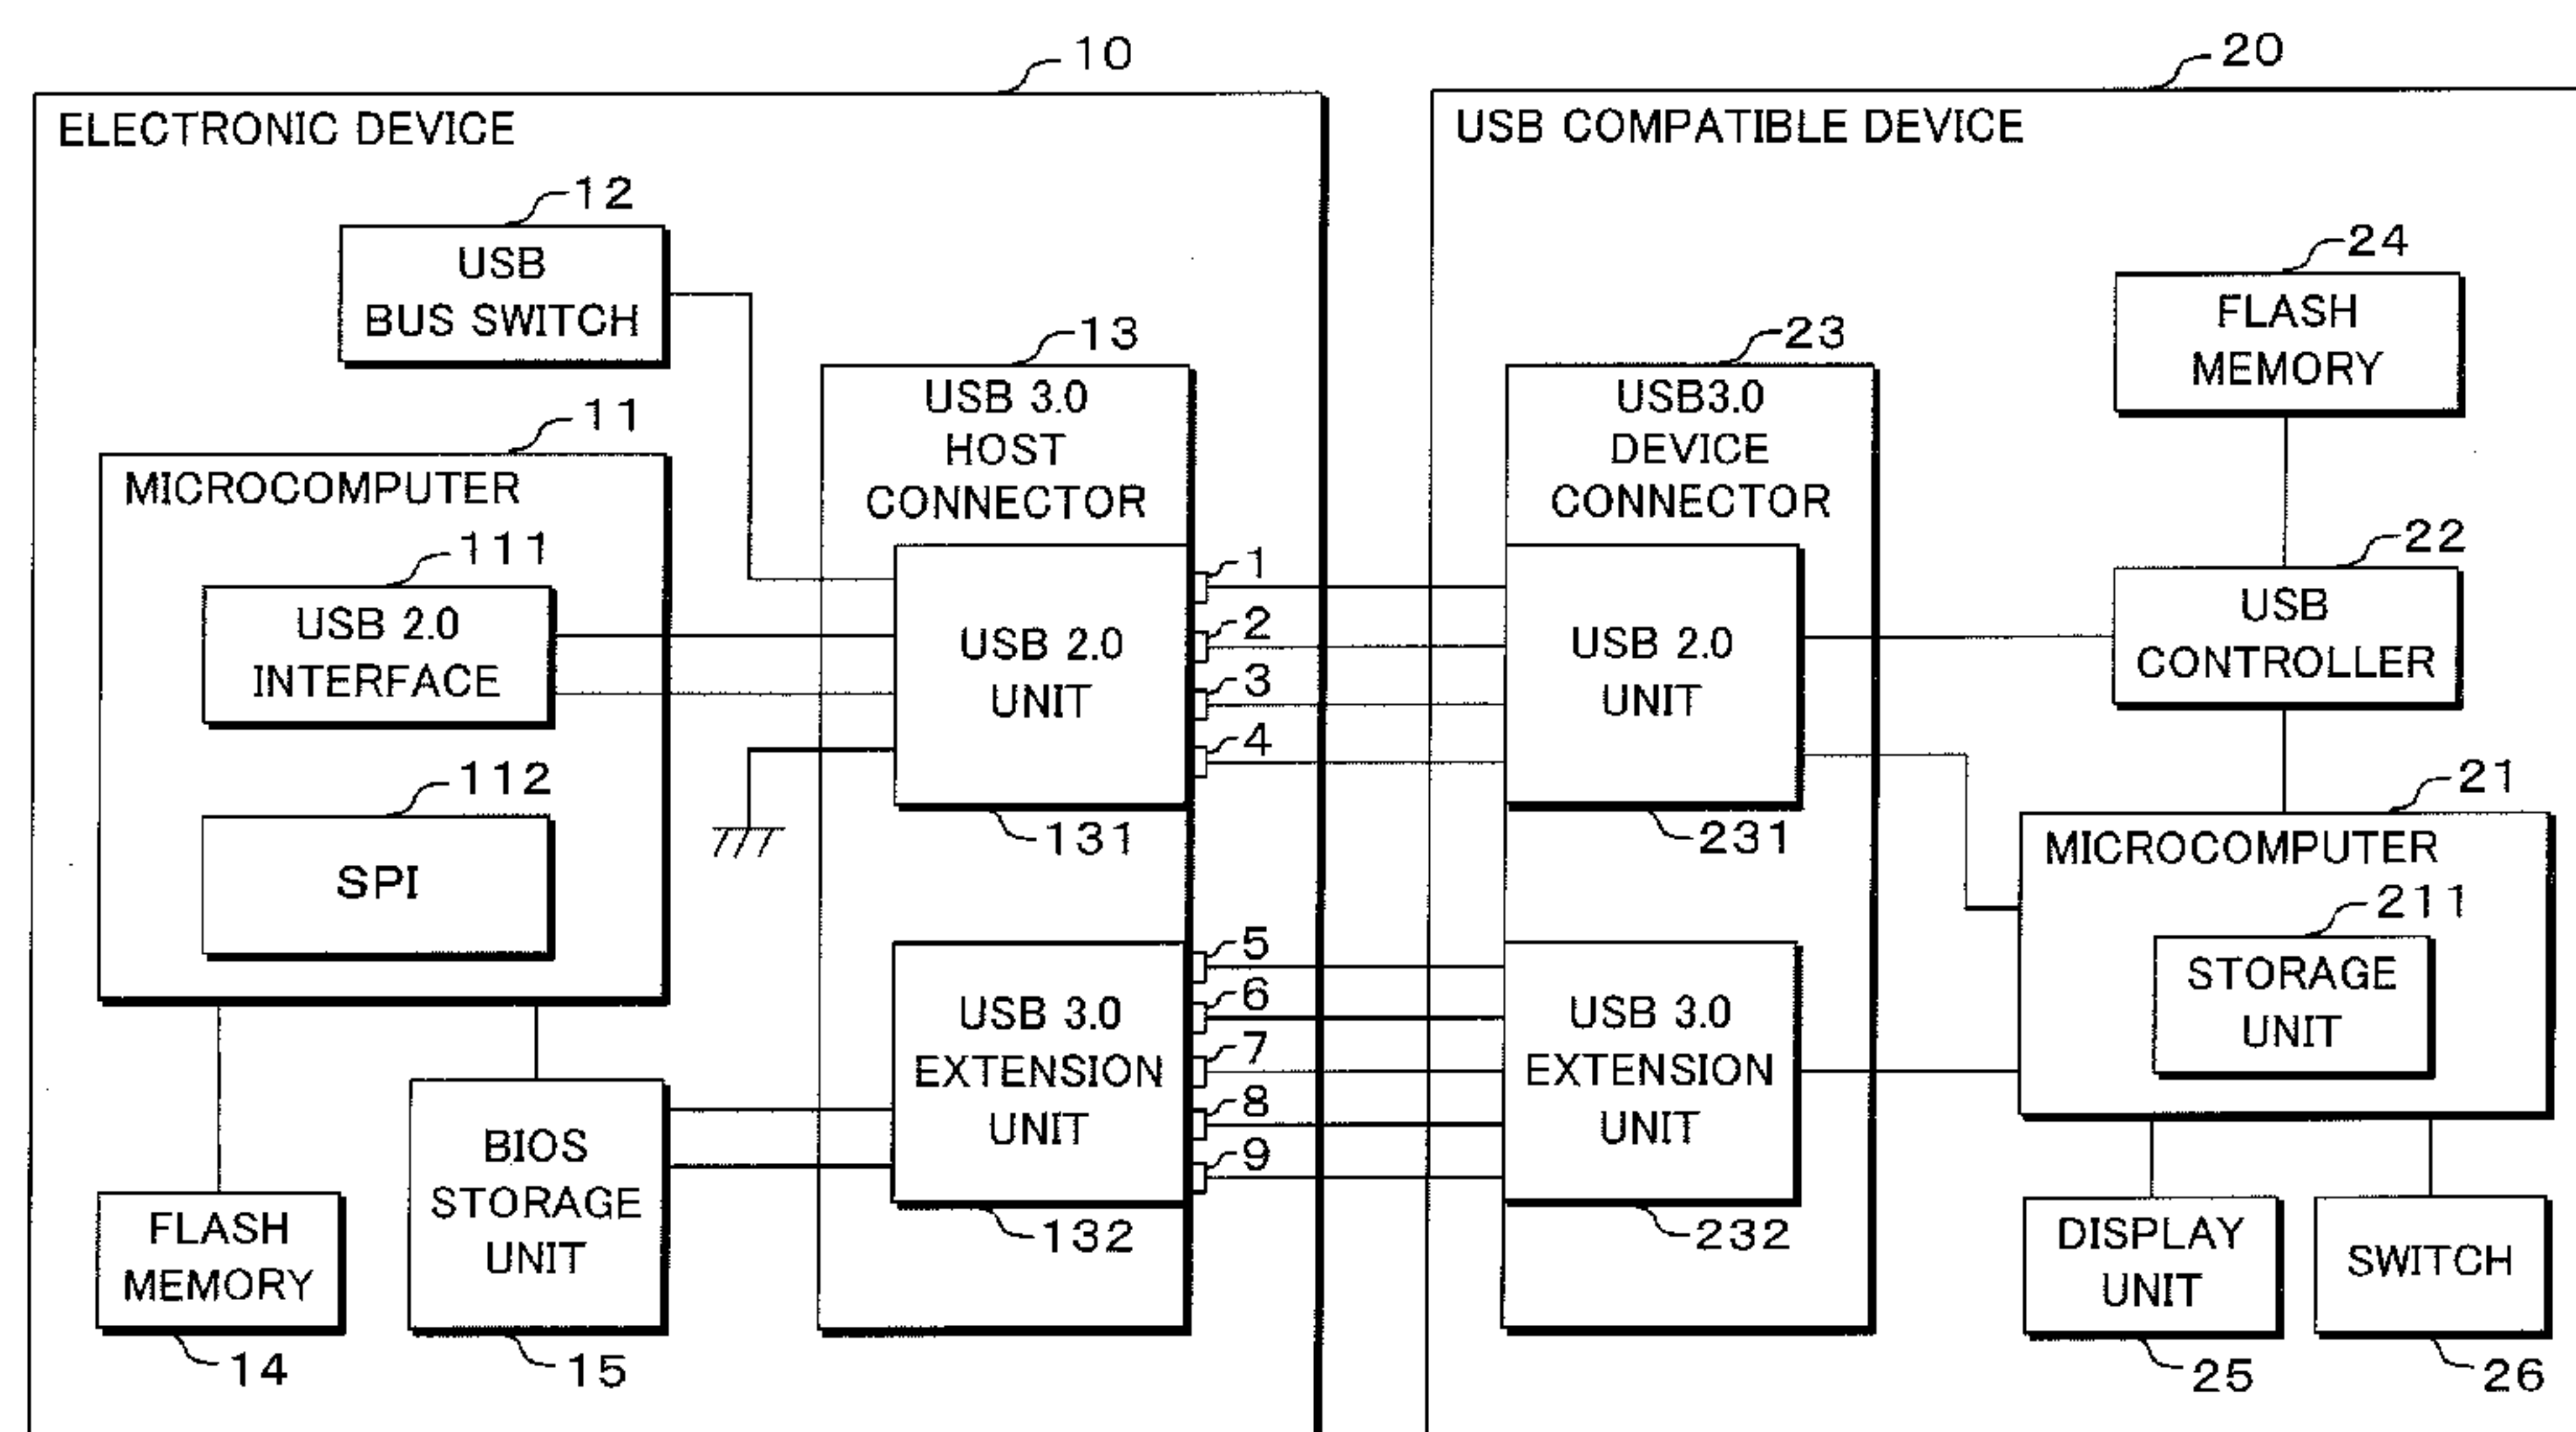 10
ELECTRONIC DEVICE
12
USB
BUS SWITCH
11
MICROCOMPUTER
111
USB 2.0
INTERFACE
112
SPI
FLASH
MEMORY
14
BIOS
STORAGE
UNIT
15
13
USB 3.0
HOST
CONNECTOR
USB 2.0
UNIT
131
USB 3.0
EXTENSION
UNIT
132
1
2
3
4
5
6
7
8
9
20
USB COMPATIBLE DEVICE
23
USB3.0
DEVICE
CONNECTOR
USB 2.0
UNIT
231
USB 3.0
EXTENSION
UNIT
232
24
FLASH
MEMORY
22
USB
CONTROLLER
21
MICROCOMPUTER
211
STORAGE
UNIT
DISPLAY
UNIT
25
SWITCH
26